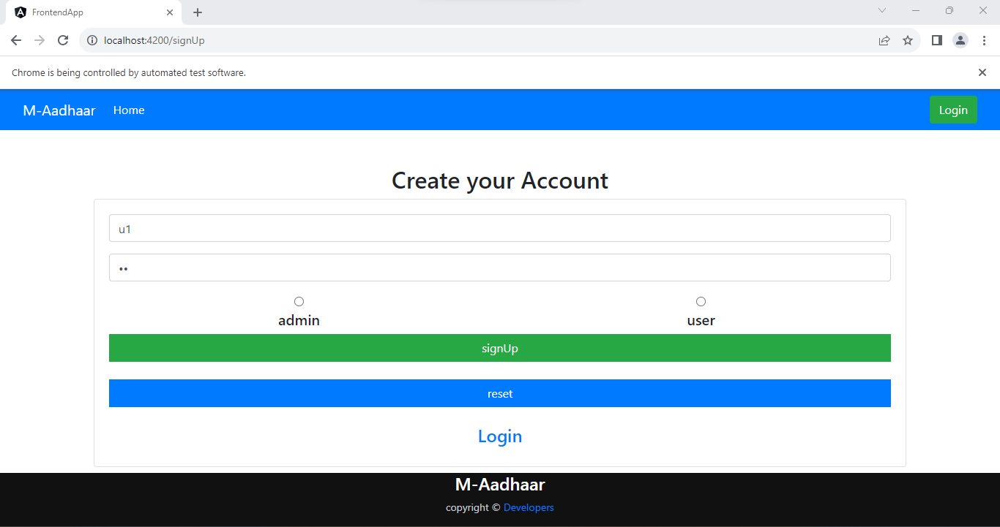 FrontendApp
localhost:4200/signUp
Chrome is being controlled by automated test software.
M-Aadhaar Home Login
Create your Account
u1
••
admin user
signUp
reset
Login
M-Aadhaar
copyright © Developers